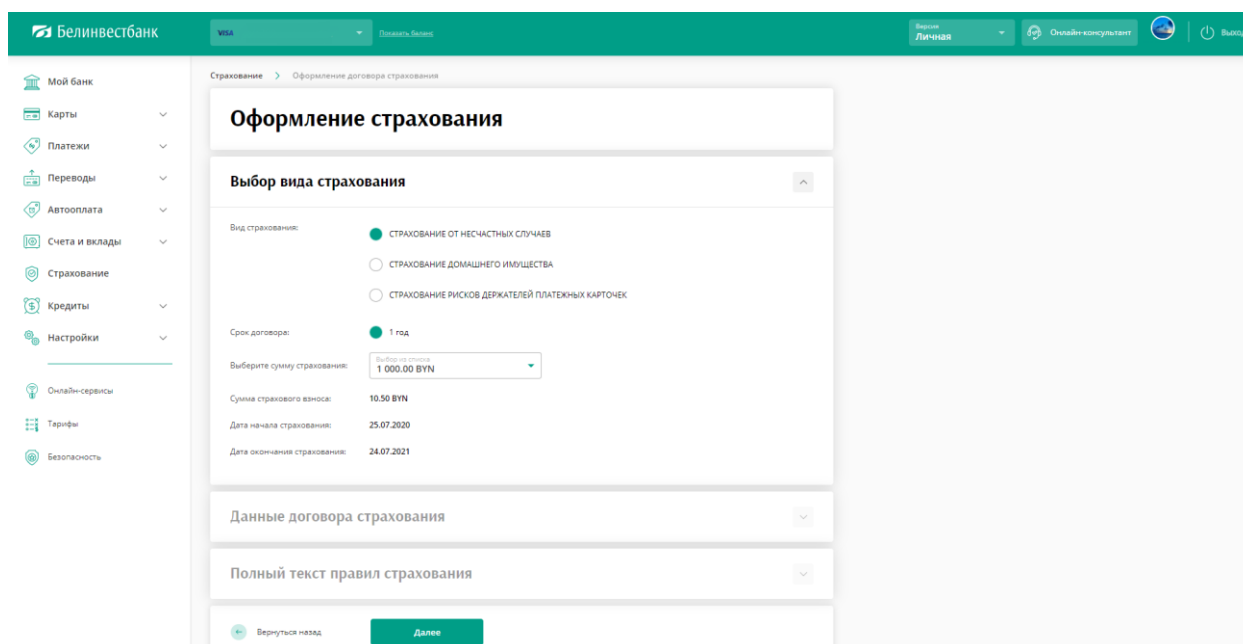 Белинвестбанк
VISA
Показать баланс
Версия
Личная
Онлайн-консультант
Выход
Мой банк
Карты
Платежи
Переводы
Автооплата
Счета и вклады
Страхование
Кредиты
Настройки
Онлайн-сервисы
Тарифы
Безопасность
Страхование > Оформление договора страхования
Оформление страхования
Выбор вида страхования
Вид страхования:
СТРАХОВАНИЕ ОТ НЕСЧАСТНЫХ СЛУЧАЕВ
СТРАХОВАНИЕ ДОМАШНЕГО ИМУЩЕСТВА
СТРАХОВАНИЕ РИСКОВ ДЕРЖАТЕЛЕЙ ПЛАТЕЖНЫХ КАРТОЧЕК
Срок договора: 1 год
Выбор из списка
Выберите сумму страхования: 1 000.00 BYN
Сумма страхового взноса: 10.50 BYN
Дата начала страхования: 25.07.2020
Дата окончания страхования: 24.07.2021
Данные договора страхования
Полный текст правил страхования
Вернуться назад Далее